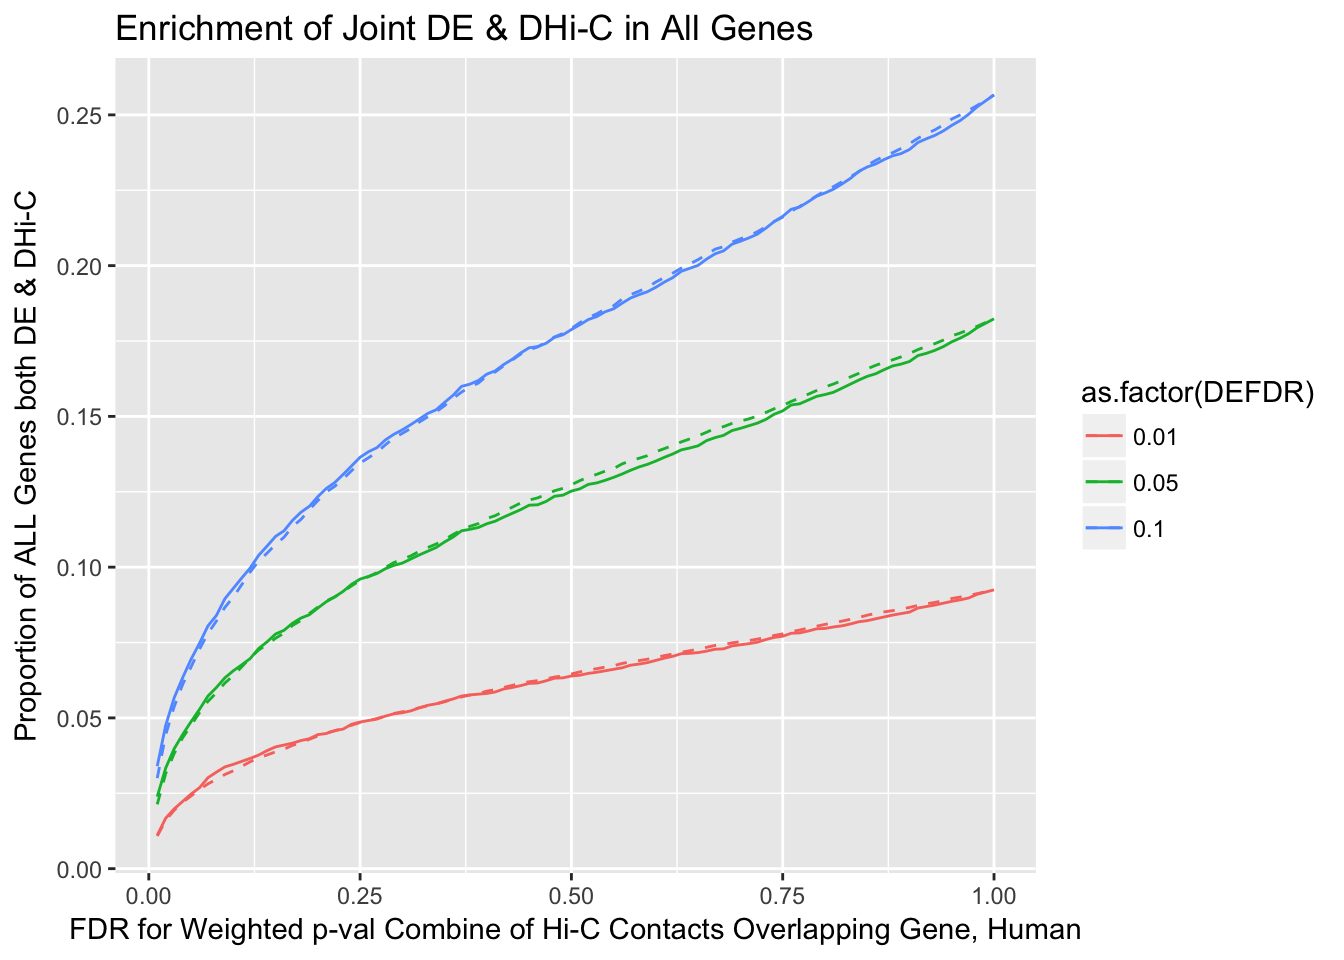 Enrichment of Joint DE & DHi-C in All Genes
Proportion of ALL Genes both DE & DHi-C
0.25
0.20
0.15
0.10
0.05
0.00
0.00 0.25 0.50 0.75 1.00
FDR for Weighted p-val Combine of Hi-C Contacts Overlapping Gene, Human
as.factor(DEFDR)
0.01
0.05
0.1